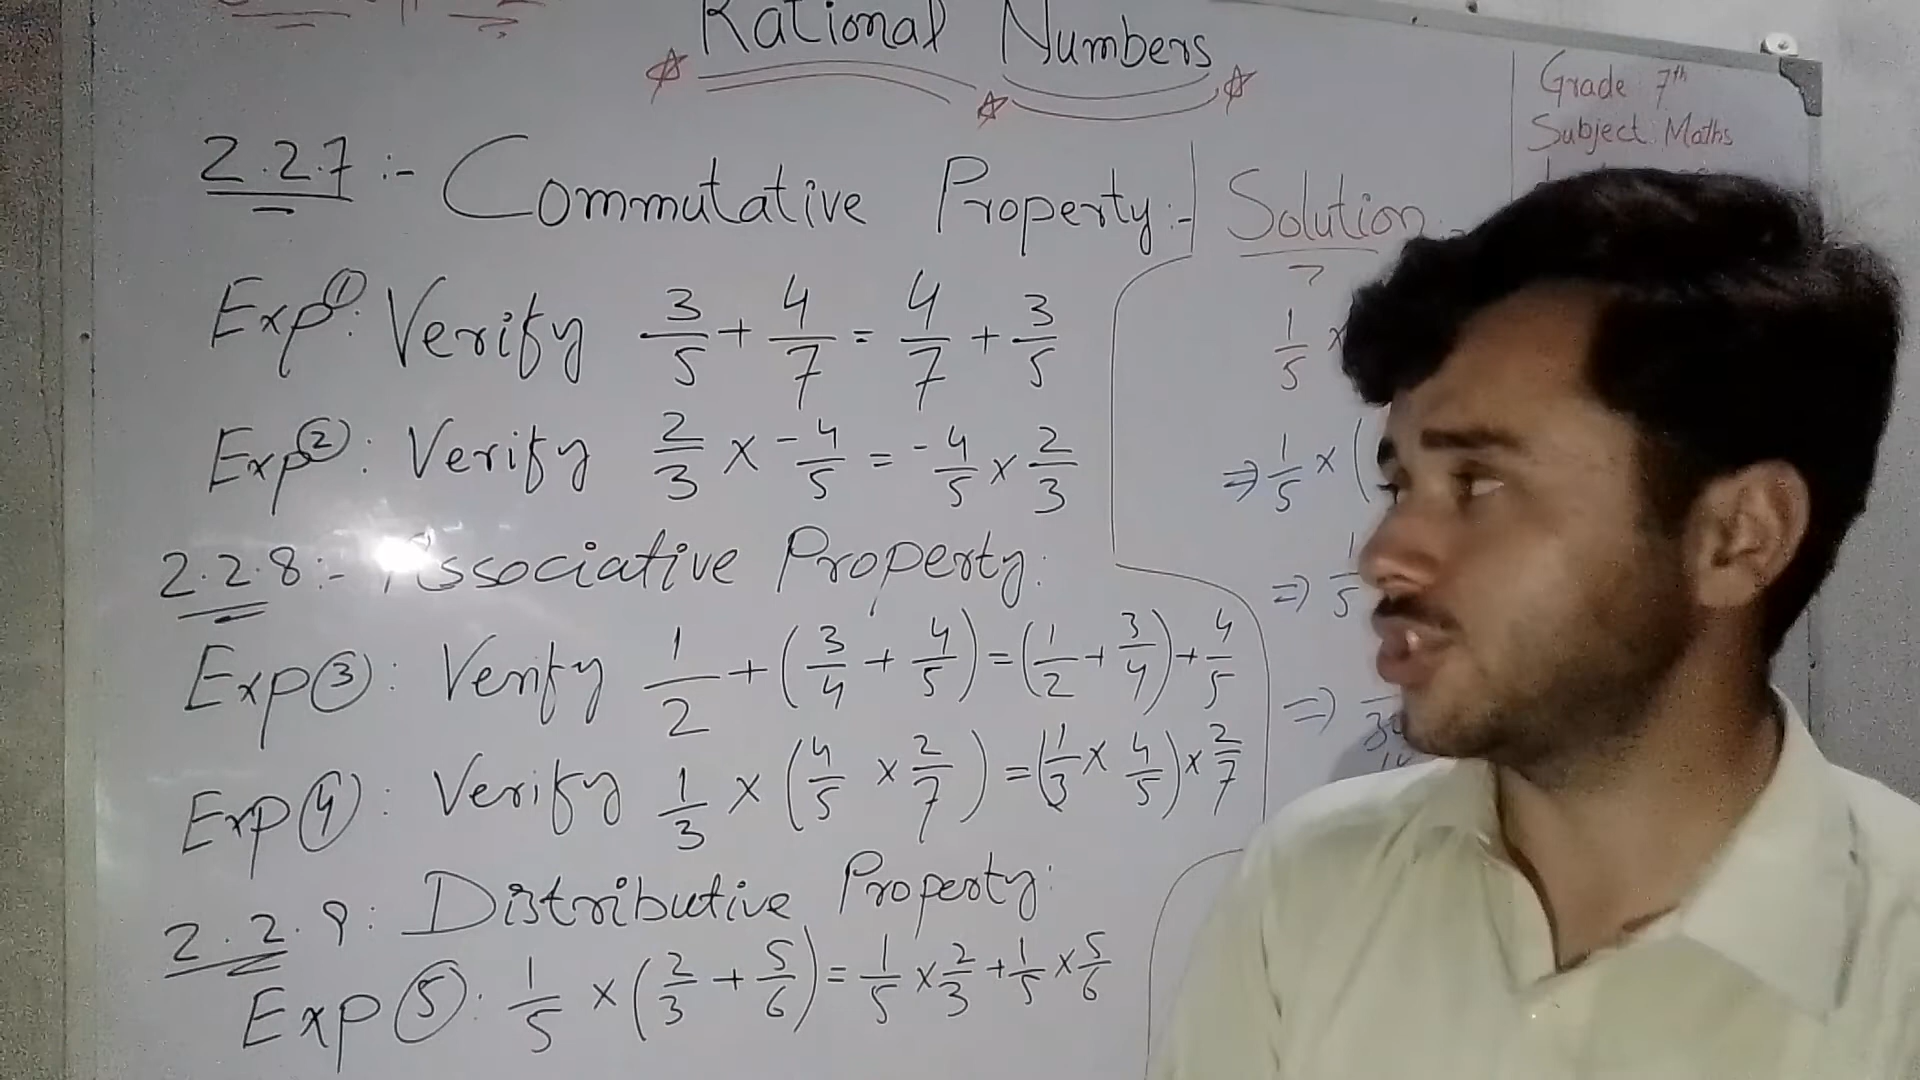 Rational Numbers
Grade 7th
Subject Maths
2.2.7:- Commutative Property:-
Exp①: Verify 3/5 + 4/7 = 4/7 + 3/5
Exp②: Verify 2/3 × -4/5 = -4/5 × 2/3
2.2.8:- Associative Property:
Exp③: Verify 1/2 + (3/4 + 4/5) = (1/2 + 3/4) + 4/5
Exp④: Verify 1/3 × (4/5 × 2/7) = (1/3 × 4/5) × 2/7
2.2.9: Distributive Property:
Exp⑤: 1/5 × (2/3 + 5/6) = 1/5 × 2/3 + 1/5 × 5/6
Solution
1/5 ×
⇒ 1/5 × (